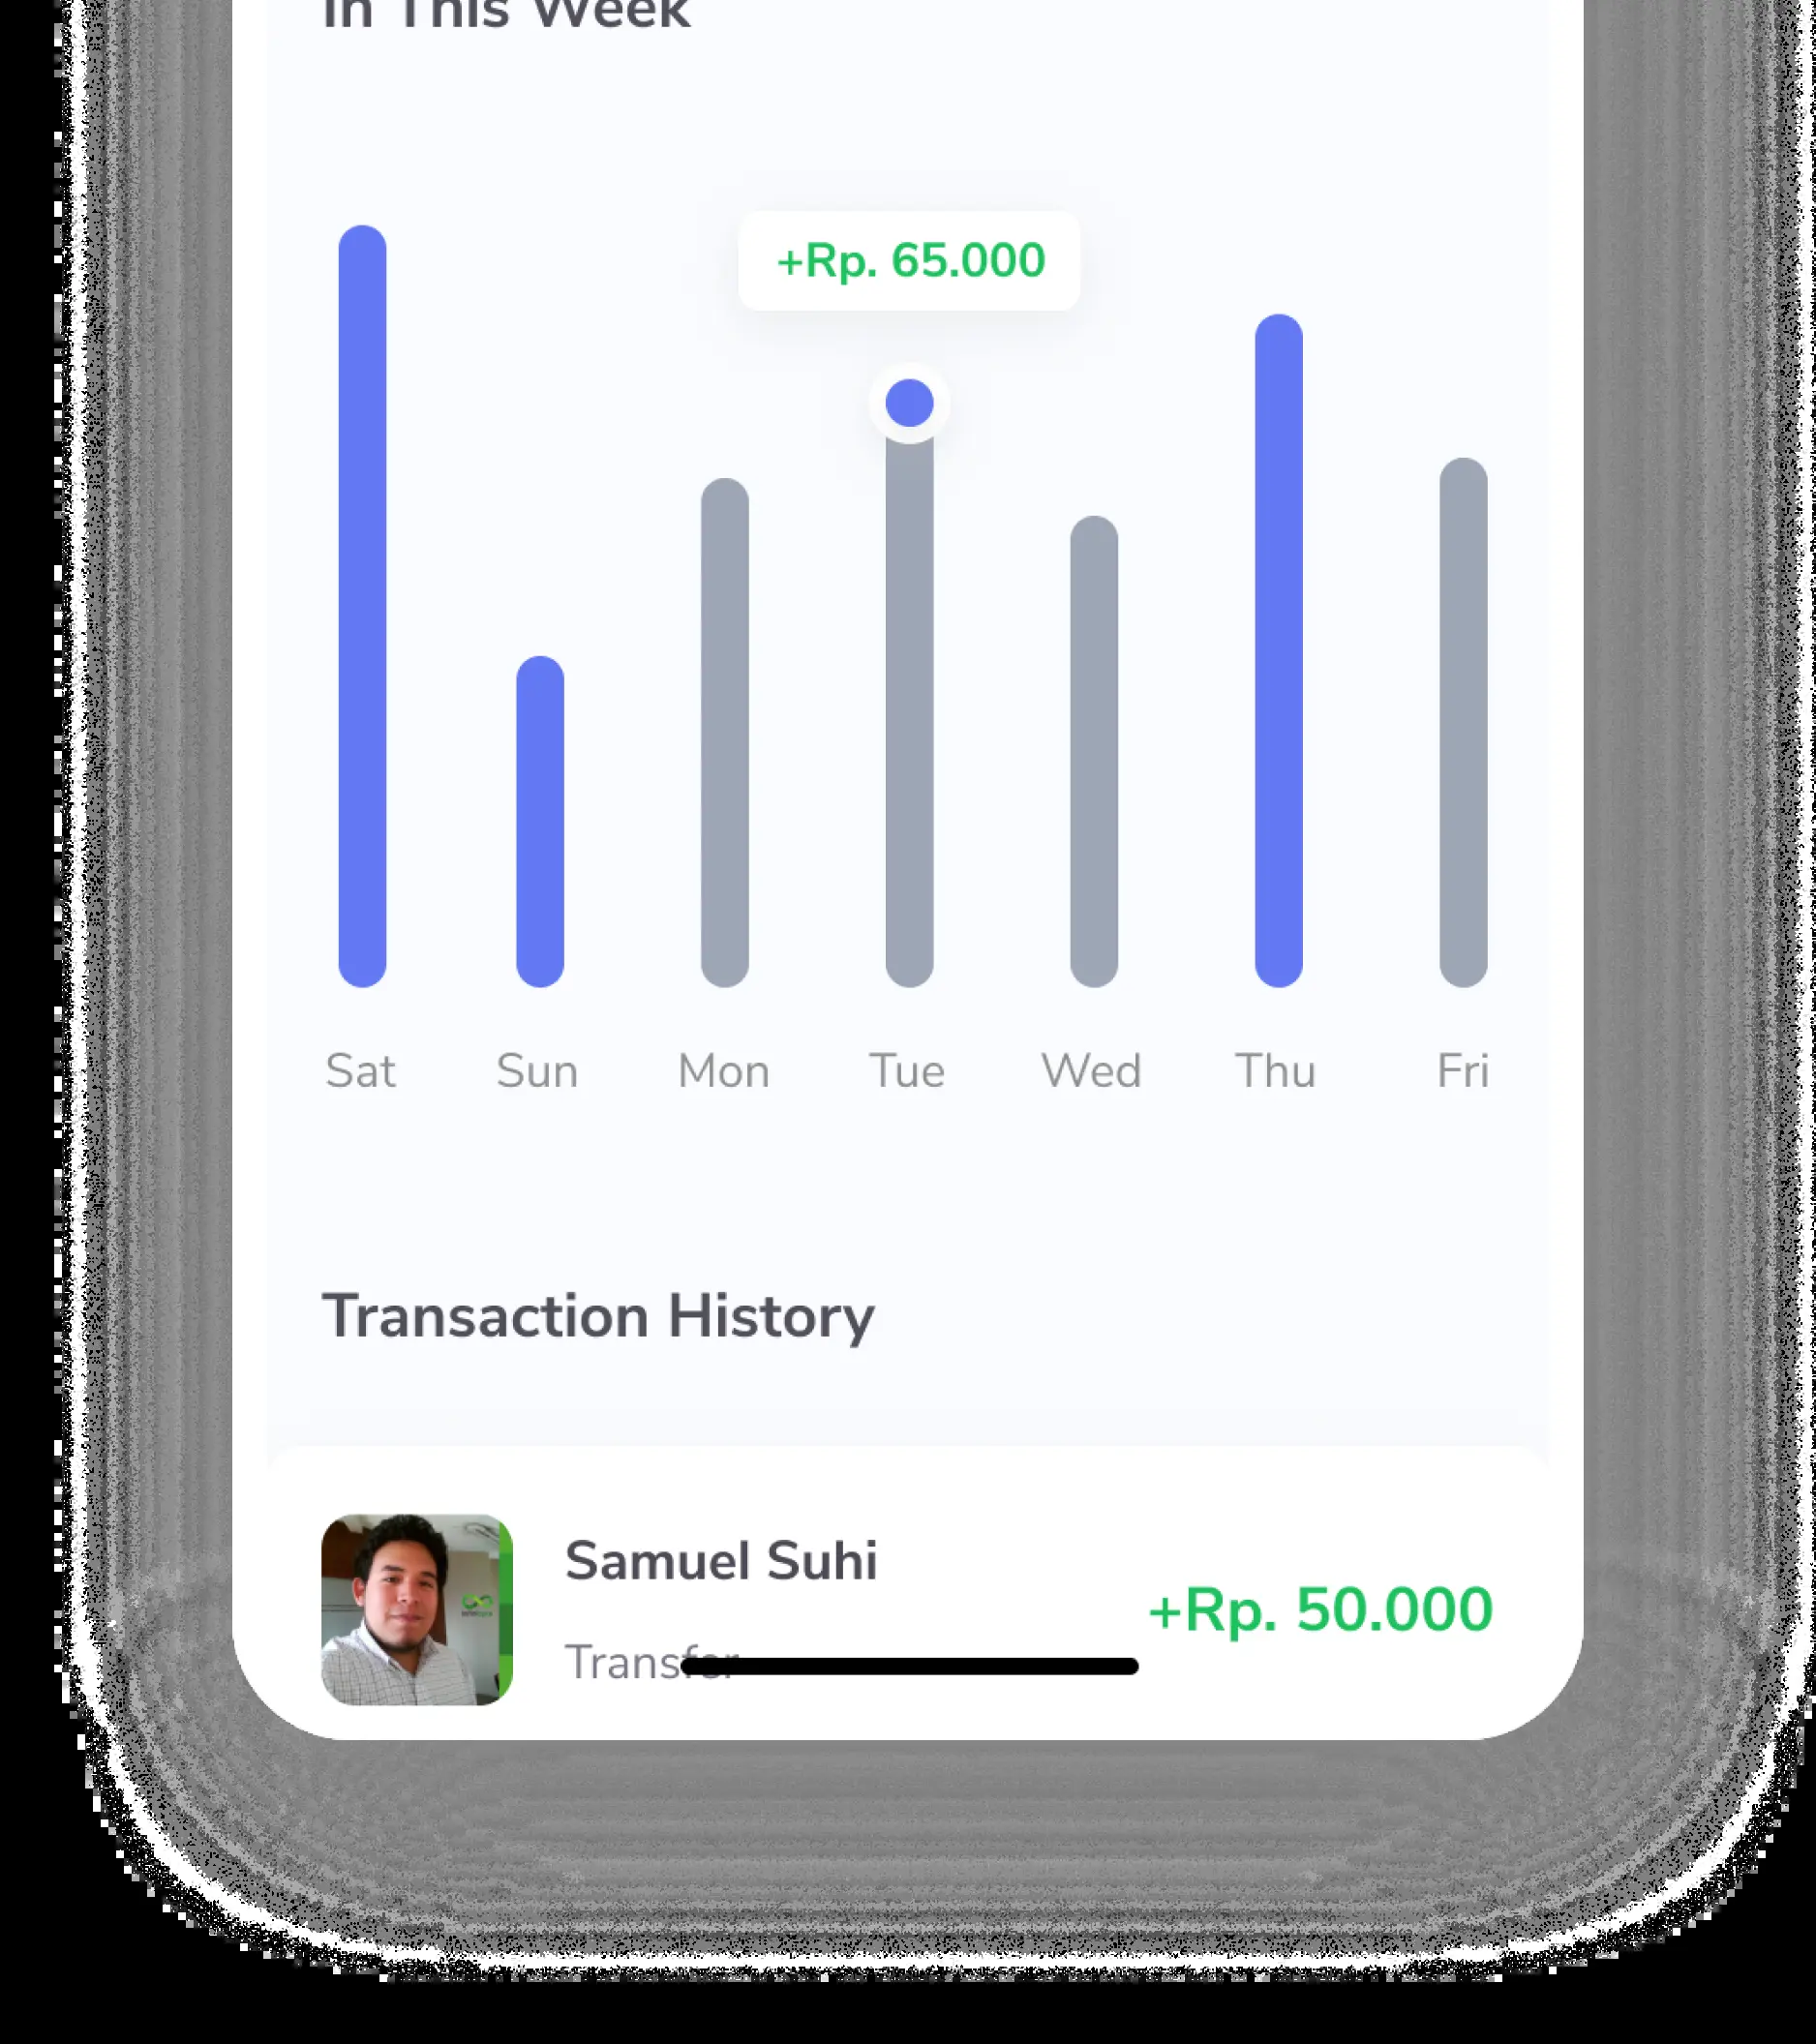 In This Week
+Rp. 65.000
Sat Sun Mon Tue Wed Thu Fri
Transaction History
Samuel Suhi
+Rp. 50.000
Transfer